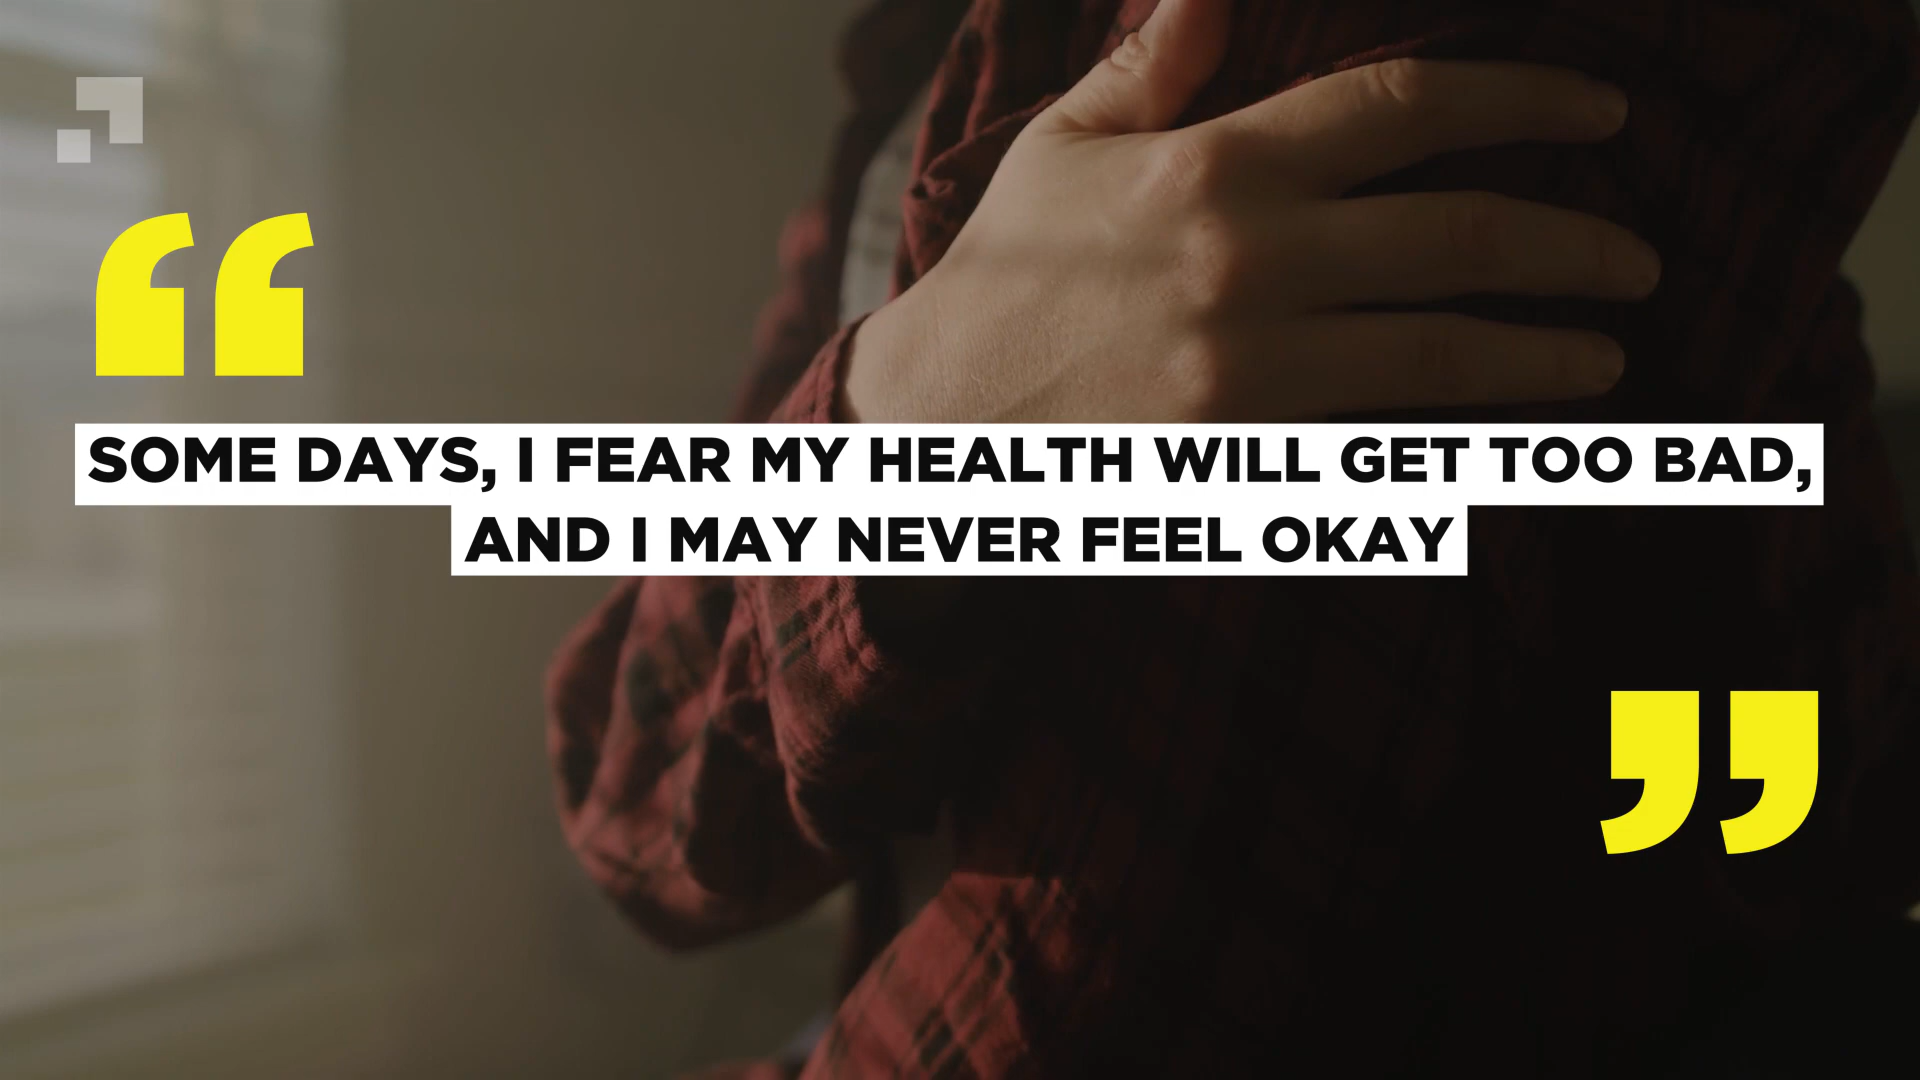 “
SOME DAYS, I FEAR MY HEALTH WILL GET TOO BAD,
AND I MAY NEVER FEEL OKAY
”